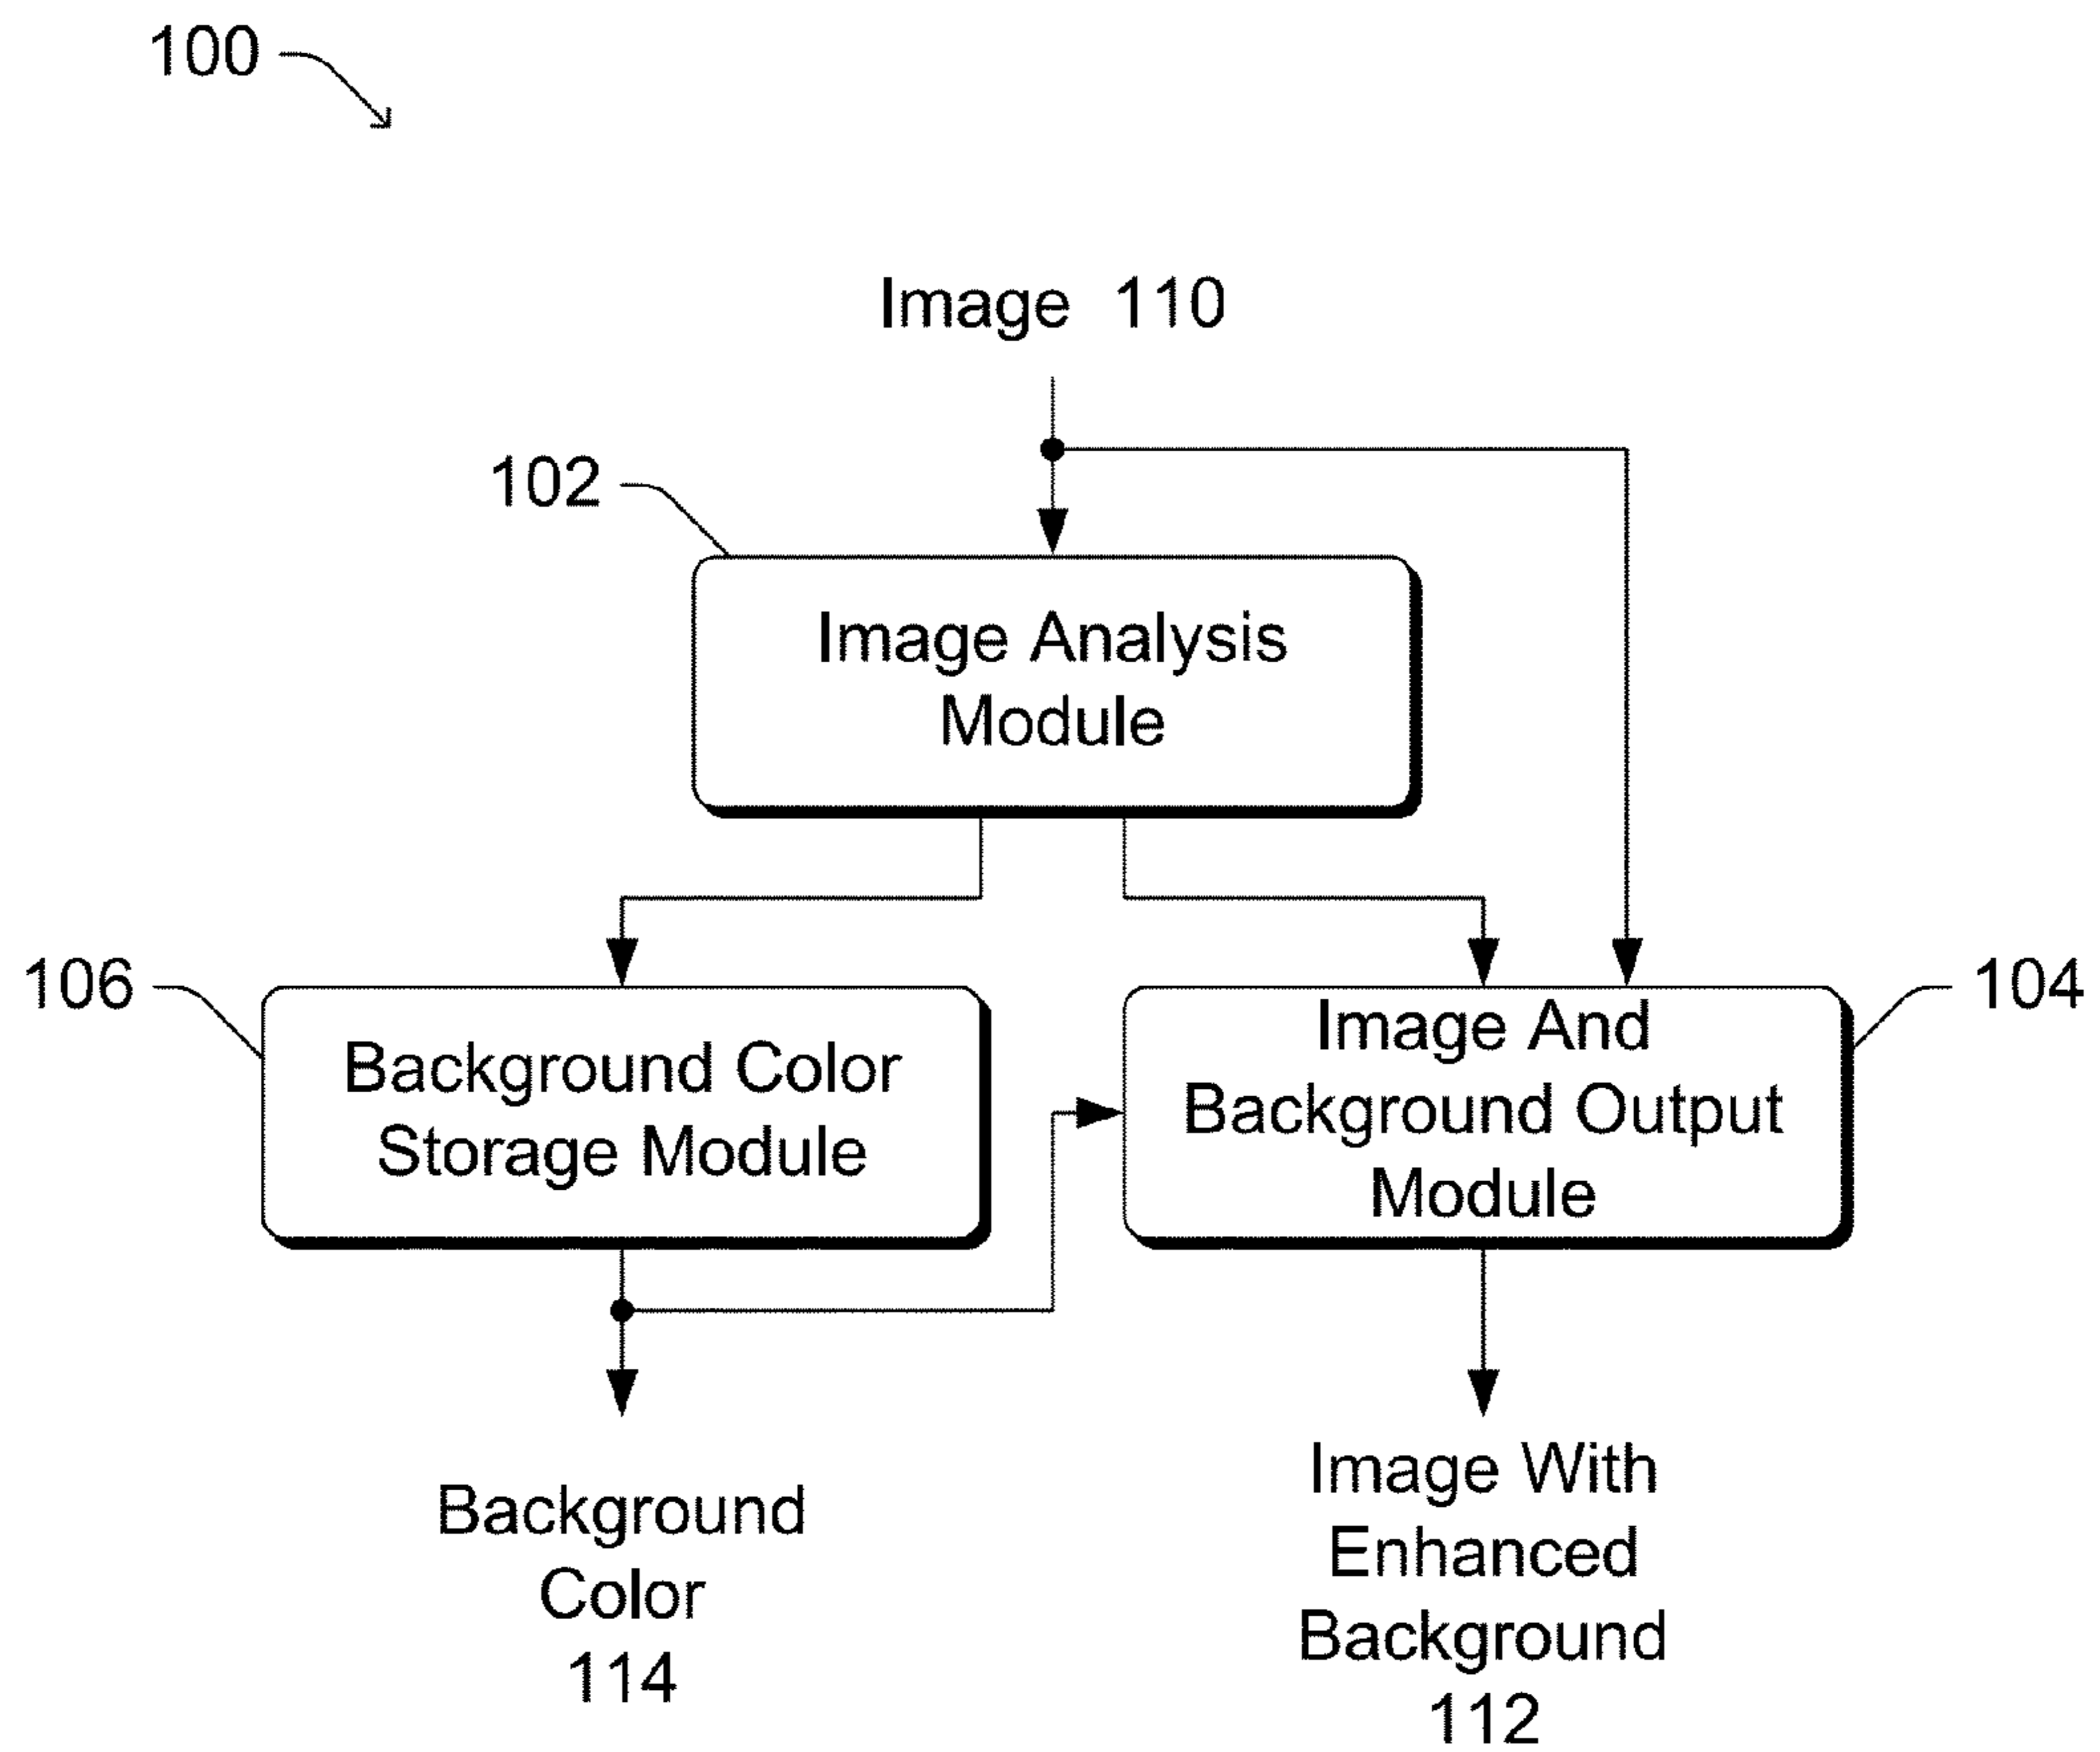 100
Image 110
102
Image Analysis
Module
106
Background Color
Storage Module
104
Image And
Background Output
Module
Background
Color
114
Image With
Enhanced
Background
112